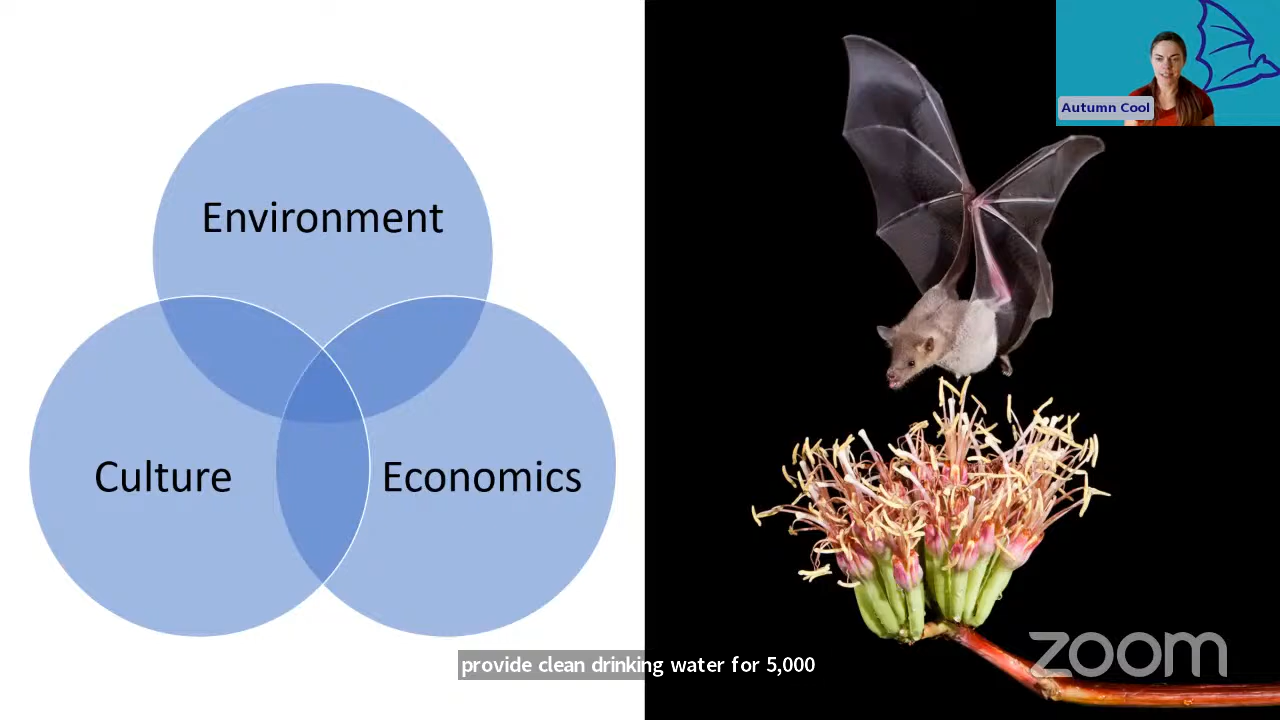 Environment
Culture
Economics
Autumn Cool
provide clean drinking water for 5,000
zoom